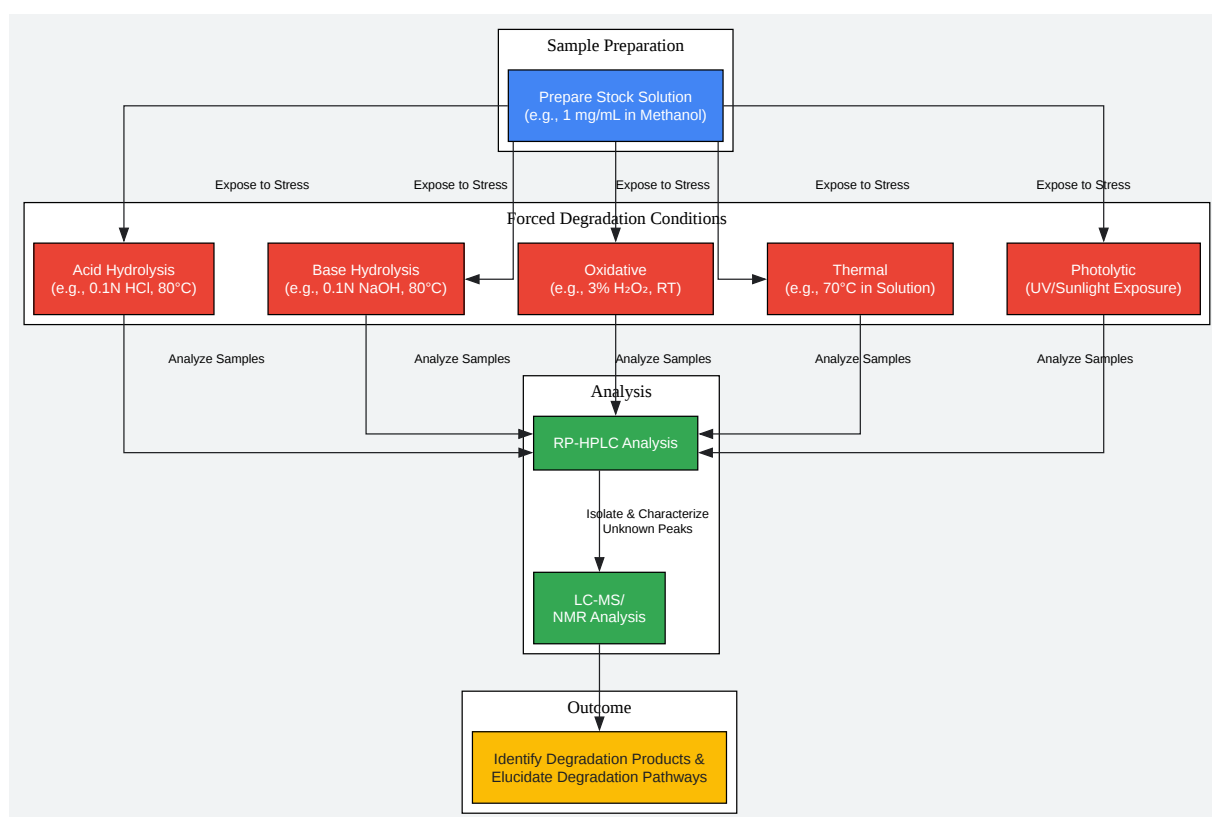 Sample Preparation
Prepare Stock Solution
(e.g., 1 mg/mL in Methanol)
Expose to Stress
Expose to Stress
Expose to Stress
Expose to Stress
Expose to Stress
Forced Degradation Conditions
Acid Hydrolysis
(e.g., 0.1N HCl, 80°C)
Base Hydrolysis
(e.g., 0.1N NaOH, 80°C)
Oxidative
(e.g., 3% H₂O₂, RT)
Thermal
(e.g., 70°C in Solution)
Photolytic
(UV/Sunlight Exposure)
Analyze Samples
Analyze Samples
Analyze Samples
Analyze Samples
Analyze Samples
Analysis
RP-HPLC Analysis
Isolate & Characterize
Unknown Peaks
LC-MS/
NMR Analysis
Outcome
Identify Degradation Products &
Elucidate Degradation Pathways